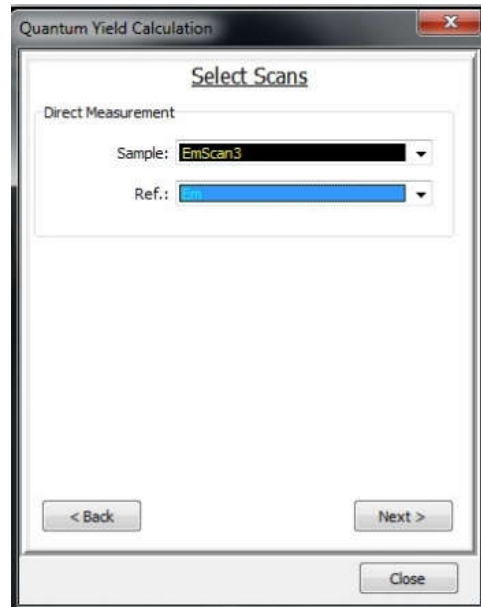 Quantum Yield Calculation
Select Scans
Direct Measurement
Sample: EmScan3
Ref.: Em
< Back Next >
Close